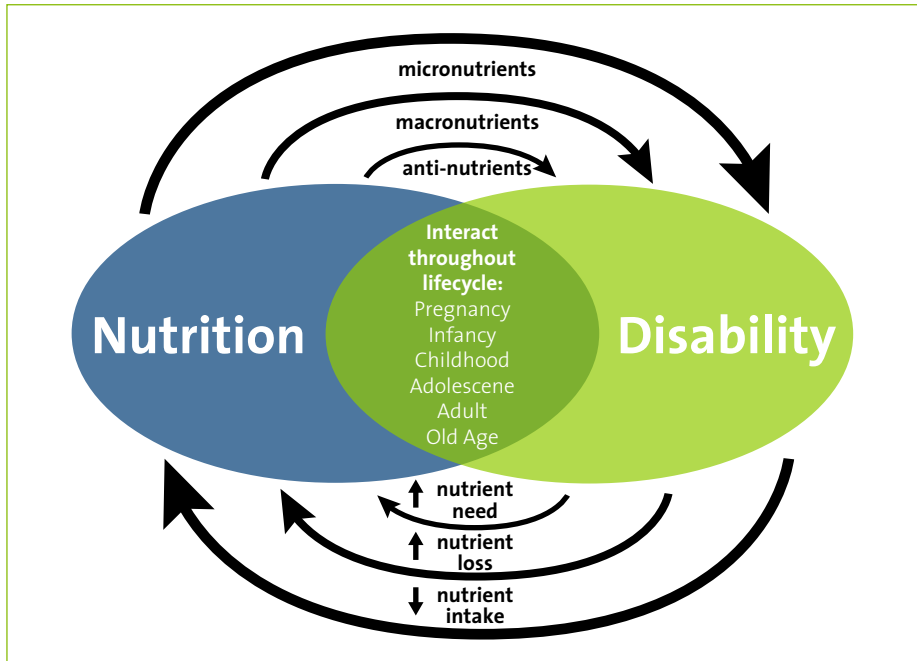 micronutrients
macronutrients
anti-nutrients
Interact
throughout
lifecycle:
Pregnancy
Infancy
Childhood
Adolescene
Adult
Old Age
Nutrition
Disability
nutrient
need
nutrient
loss
nutrient
intake